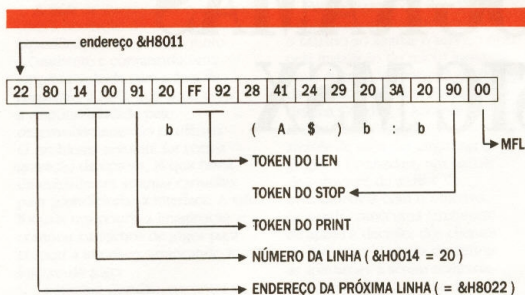 endereço &H8011
22 80 14 00 91 20 FF 92 28 41 24 29 20 3A 20 90 00
b ( A $ ) b : b
MFL
TOKEN DO LEN
TOKEN DO STOP
TOKEN DO PRINT
NÚMERO DA LINHA ( &H0014 = 20 )
ENDEREÇO DA PRÓXIMA LINHA ( = &H8022 )